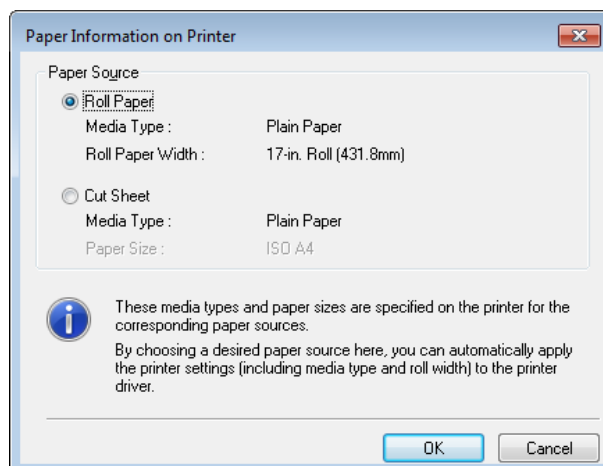 Paper Information on Printer
Paper Source
Roll Paper
Media Type : Plain Paper
Roll Paper Width : 17-in. Roll (431.8mm)
Cut Sheet
Media Type : Plain Paper
Paper Size : ISO A4
These media types and paper sizes are specified on the printer for the
corresponding paper sources.
By choosing a desired paper source here, you can automatically apply
the printer settings (including media type and roll width) to the printer
driver.
OK Cancel